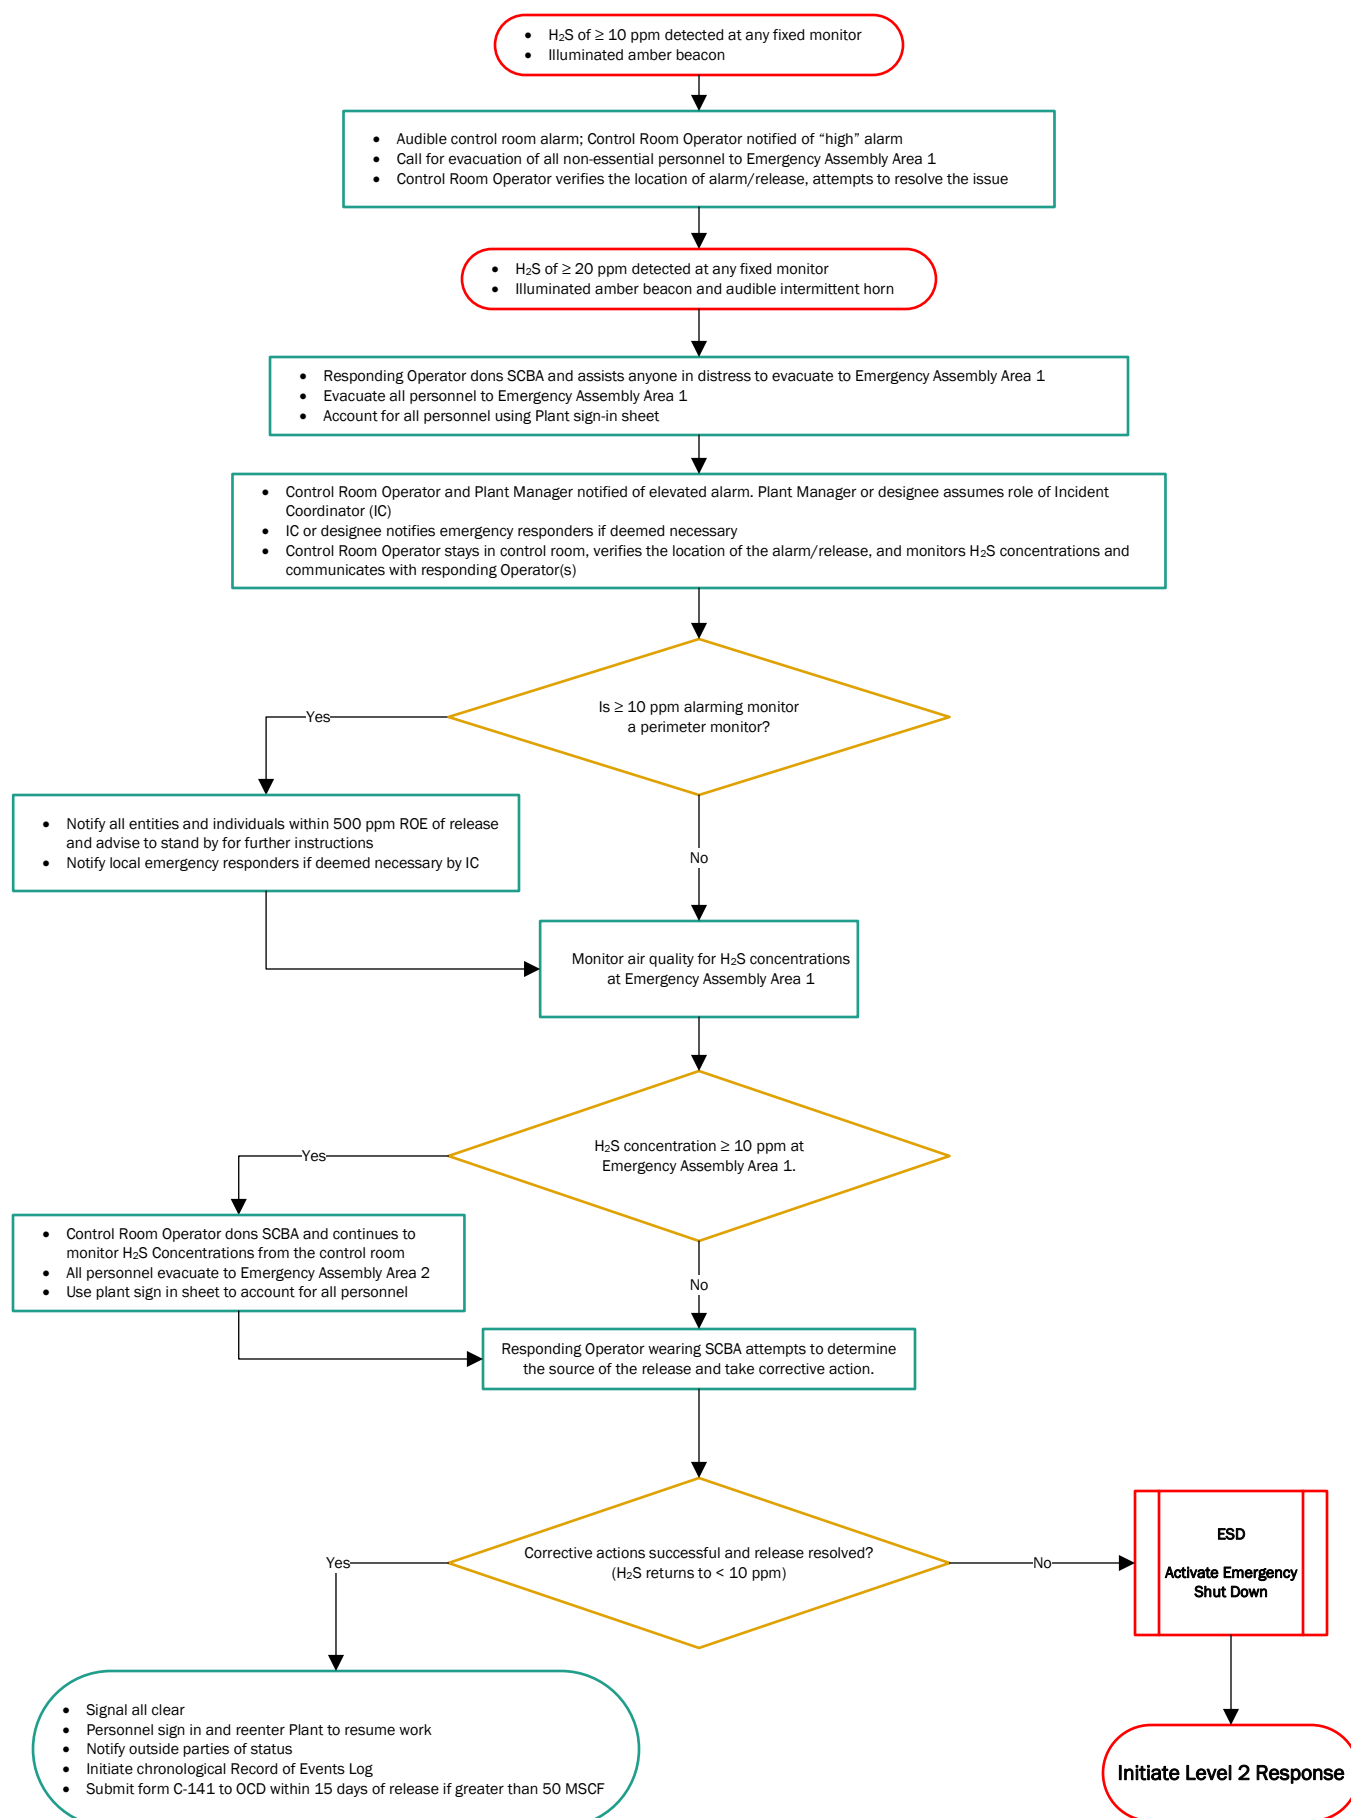 • H₂S of ≥ 10 ppm detected at any fixed monitor
• Illuminated amber beacon
• Audible control room alarm; Control Room Operator notified of “high” alarm
• Call for evacuation of all non-essential personnel to Emergency Assembly Area 1
• Control Room Operator verifies the location of alarm/release, attempts to resolve the issue
• H₂S of ≥ 20 ppm detected at any fixed monitor
• Illuminated amber beacon and audible intermittent horn
• Responding Operator dons SCBA and assists anyone in distress to evacuate to Emergency Assembly Area 1
• Evacuate all personnel to Emergency Assembly Area 1
• Account for all personnel using Plant sign-in sheet
• Control Room Operator and Plant Manager notified of elevated alarm. Plant Manager or designee assumes role of Incident
Coordinator (IC)
• IC or designee notifies emergency responders if deemed necessary
• Control Room Operator stays in control room, verifies the location of the alarm/release, and monitors H₂S concentrations and
communicates with responding Operator(s)
Is ≥ 10 ppm alarming monitor
a perimeter monitor?
Yes
• Notify all entities and individuals within 500 ppm ROE of release
and advise to stand by for further instructions
• Notify local emergency responders if deemed necessary by IC
No
Monitor air quality for H₂S concentrations
at Emergency Assembly Area 1
H₂S concentration ≥ 10 ppm at
Emergency Assembly Area 1.
Yes
• Control Room Operator dons SCBA and continues to
monitor H₂S Concentrations from the control room
• All personnel evacuate to Emergency Assembly Area 2
• Use plant sign in sheet to account for all personnel
No
Responding Operator wearing SCBA attempts to determine
the source of the release and take corrective action.
Corrective actions successful and release resolved?
(H₂S returns to < 10 ppm)
Yes
No
ESD
Activate Emergency
Shut Down
• Signal all clear
• Personnel sign in and reenter Plant to resume work
• Notify outside parties of status
• Initiate chronological Record of Events Log
• Submit form C-141 to OCD within 15 days of release if greater than 50 MSCF
Initiate Level 2 Response